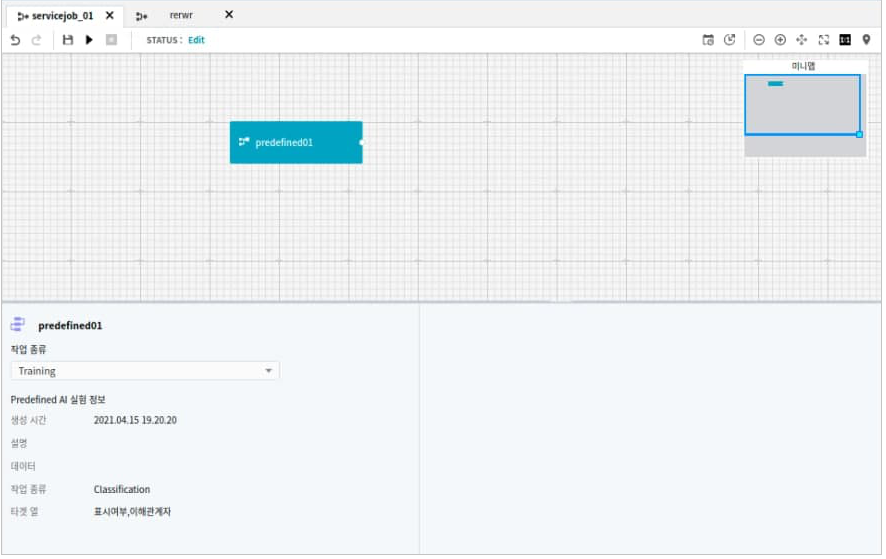 servicejob_01
rerwr
STATUS : Edit
1:1
미니맵
predefined01
predefined01
작업 종류
Training
Predefined AI 실험 정보
생성 시간 2021.04.15 19.20.20
설명
데이터
작업 종류 Classification
타겟 열 표시여부,이해관계자